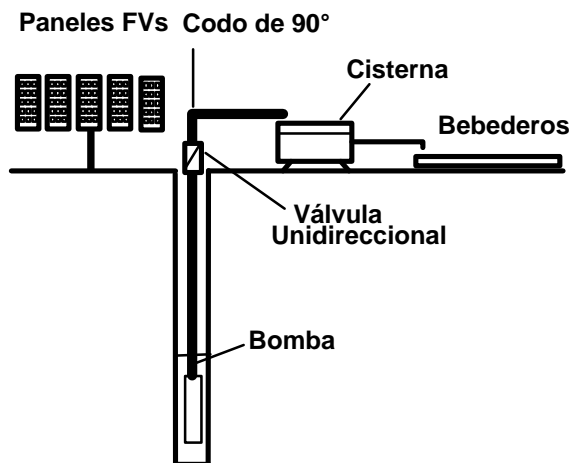 Paneles FVs
Codo de 90°
Cisterna
Bebederos
Válvula
Unidireccional
Bomba